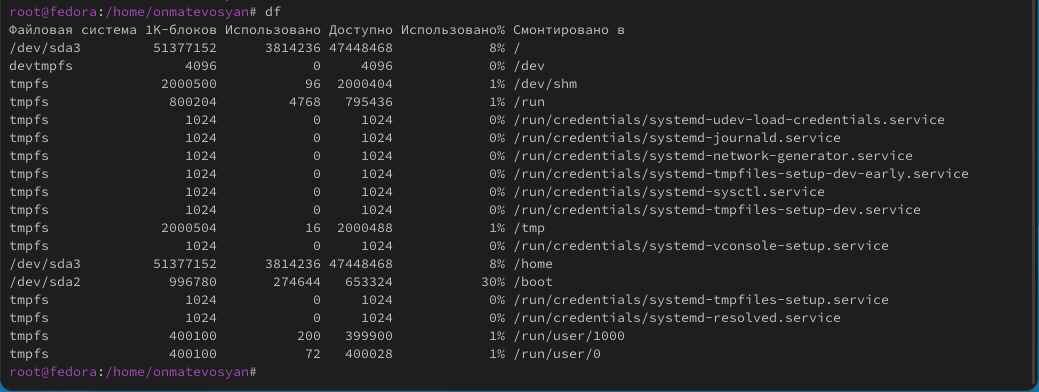 root@fedora:/home/onmatevosyan# df
Файловая система 1K-блоков Использовано Доступно Использовано% Смонтировано в
/dev/sda3         51377152      3814236 47448468            8% /
devtmpfs              4096            0     4096            0% /dev
tmpfs              2000500           96  2000404            1% /dev/shm
tmpfs               800204         4768   795436            1% /run
tmpfs                 1024            0     1024            0% /run/credentials/systemd-udev-load-credentials.service
tmpfs                 1024            0     1024            0% /run/credentials/systemd-journald.service
tmpfs                 1024            0     1024            0% /run/credentials/systemd-network-generator.service
tmpfs                 1024            0     1024            0% /run/credentials/systemd-tmpfiles-setup-dev-early.service
tmpfs                 1024            0     1024            0% /run/credentials/systemd-sysctl.service
tmpfs                 1024            0     1024            0% /run/credentials/systemd-tmpfiles-setup-dev.service
tmpfs              2000504           16  2000488            1% /tmp
tmpfs                 1024            0     1024            0% /run/credentials/systemd-vconsole-setup.service
/dev/sda3         51377152      3814236 47448468            8% /home
/dev/sda2           996780       274644   653324           30% /boot
tmpfs                 1024            0     1024            0% /run/credentials/systemd-tmpfiles-setup.service
tmpfs                 1024            0     1024            0% /run/credentials/systemd-resolved.service
tmpfs               400100          200   399900            1% /run/user/1000
tmpfs               400100           72   400028            1% /run/user/0
root@fedora:/home/onmatevosyan#